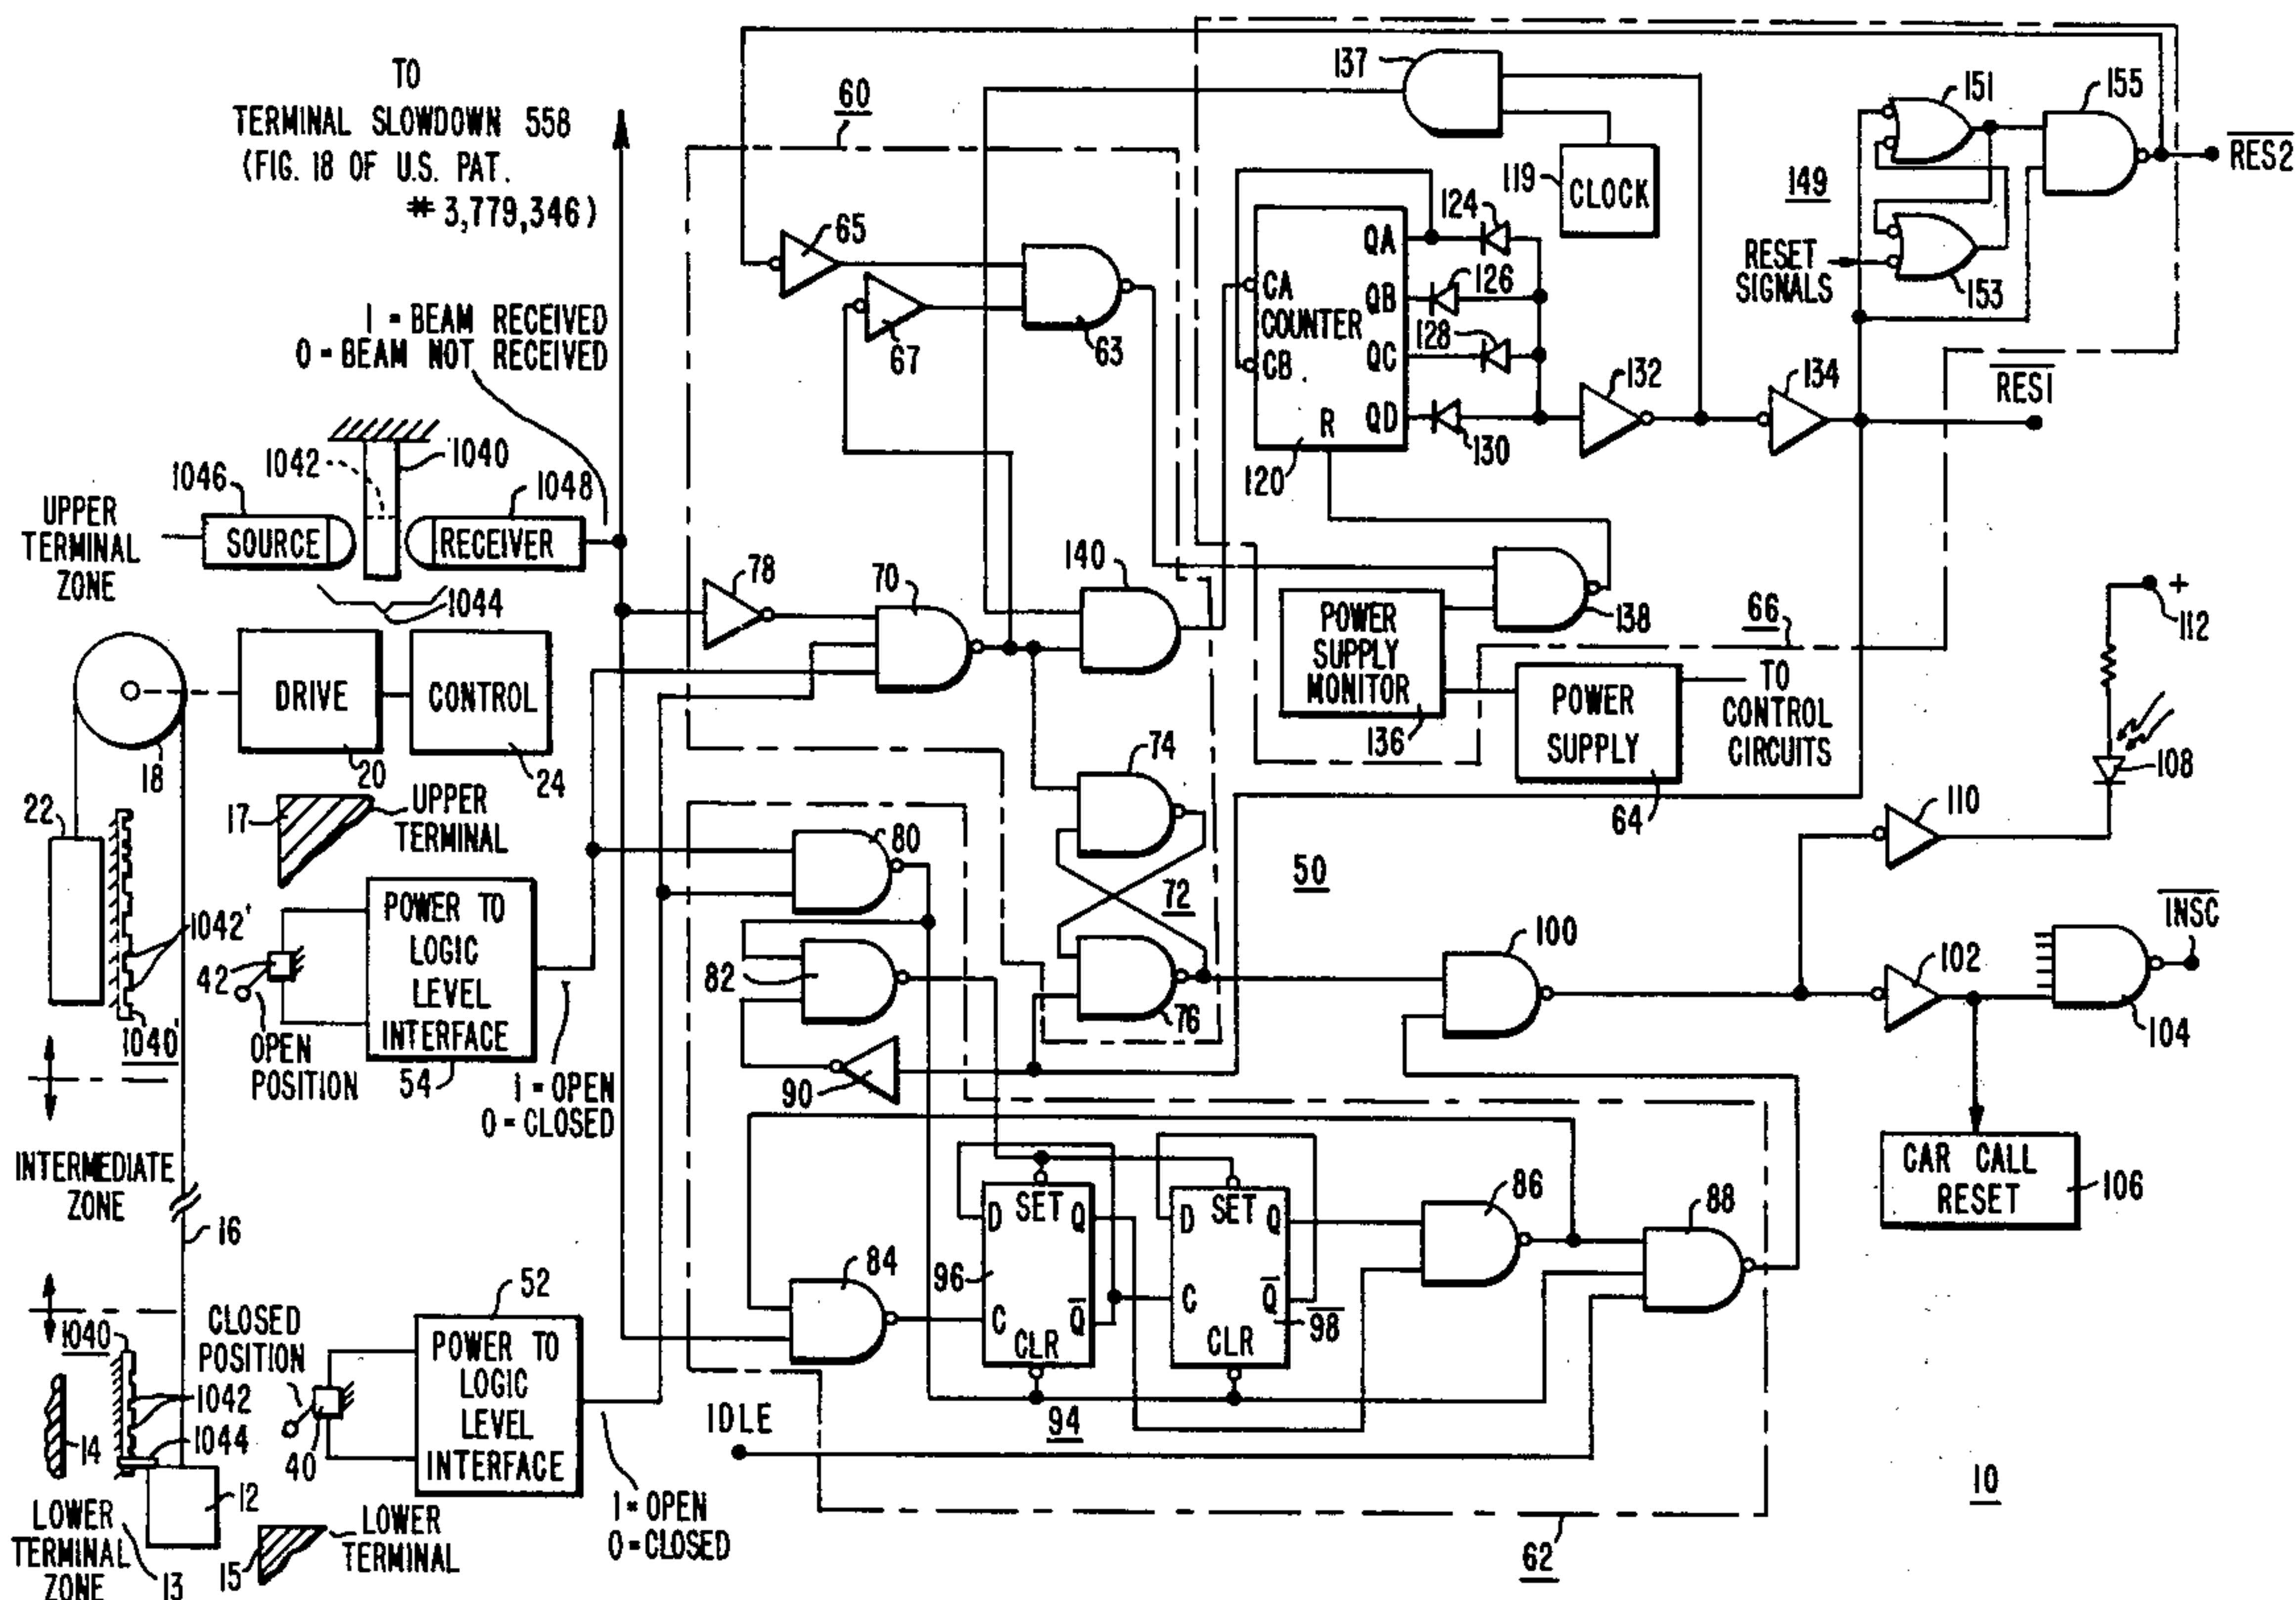 TO
TERMINAL SLOWDOWN 558
(FIG. 18 OF U.S. PAT.
# 3,779,346)
60
137
151
155
RES2
149
119 CLOCK
RESET
SIGNALS
153
65
67
63
CA
COUNTER
CB
R
QA
QB
QC
QD
120
124
126
128
130
132
134
RES1
1 = BEAM RECEIVED
0 = BEAM NOT RECEIVED
1042
1040
1046
1048
UPPER
TERMINAL
ZONE
SOURCE
RECEIVER
1044
78
70
140
138
POWER
SUPPLY
MONITOR
136
66
POWER
SUPPLY
64
TO
CONTROL
CIRCUITS
+
112
108
110
18
DRIVE
20
CONTROL
24
22
17
UPPER
TERMINAL
74
72
76
50
80
82
90
1042'
1040'
42
OPEN
POSITION
POWER TO
LOGIC
LEVEL
INTERFACE
54
1 = OPEN
0 = CLOSED
100
102
INSC
104
CAR CALL
RESET
106
INTERMEDIATE
ZONE
16
84
D SET Q
96
C Q
CLR
D SET Q
C Q
CLR
98
86
88
94
IDLE
62
10
1040
1042
1044
14
12
13
LOWER
TERMINAL
ZONE
15
LOWER
TERMINAL
CLOSED
POSITION
40
52
POWER TO
LOGIC
LEVEL
INTERFACE
1 = OPEN
0 = CLOSED